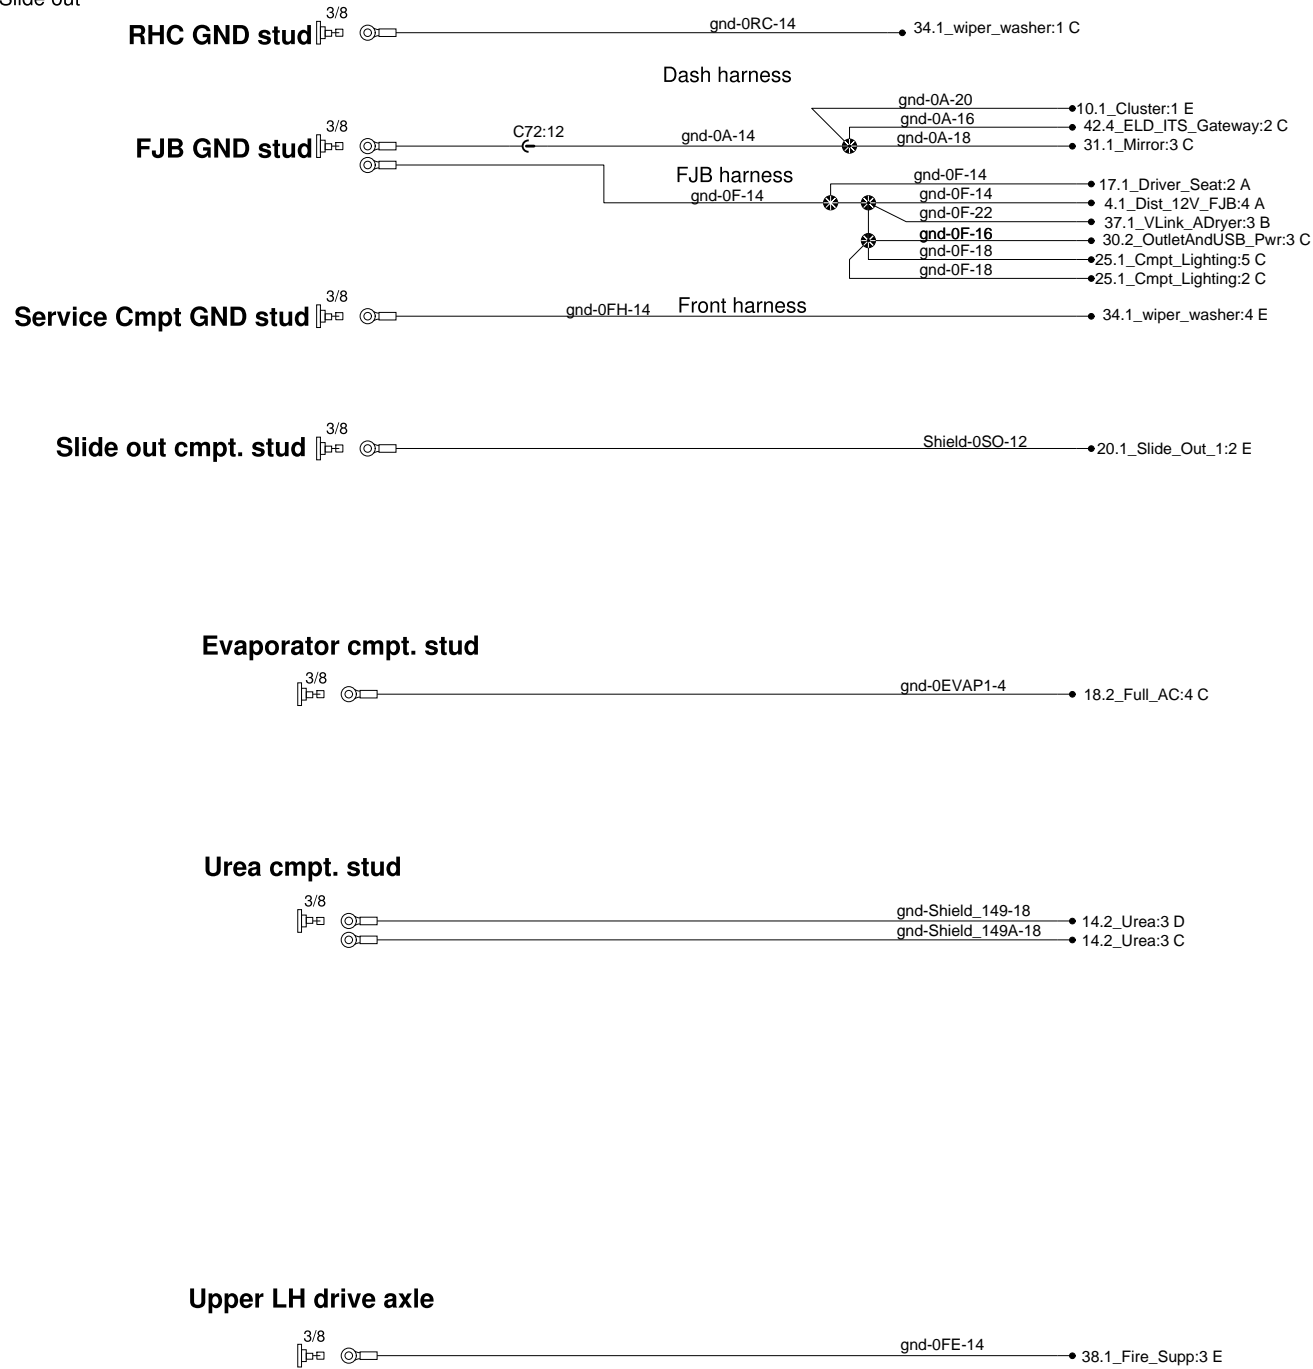 Slide out
3/8
RHC GND stud
gnd-0RC-14
34.1_wiper_washer:1 C
Dash harness
gnd-0A-20
10.1_Cluster:1 E
gnd-0A-16
42.4_ELD_ITS_Gateway:2 C
3/8
FJB GND stud
C72:12
gnd-0A-14
gnd-0A-18
31.1_Mirror:3 C
FJB harness
gnd-0F-14
gnd-0F-14
17.1_Driver_Seat:2 A
gnd-0F-14
4.1_Dist_12V_FJB:4 A
gnd-0F-22
37.1_VLink_ADryer:3 B
gnd-0F-16
30.2_OutletAndUSB_Pwr:3 C
gnd-0F-18
25.1_Cmpt_Lighting:5 C
gnd-0F-18
25.1_Cmpt_Lighting:2 C
3/8
Service Cmpt GND stud
gnd-0FH-14
Front harness
34.1_wiper_washer:4 E
3/8
Slide out cmpt. stud
Shield-0SO-12
20.1_Slide_Out_1:2 E
Evaporator cmpt. stud
3/8
gnd-0EVAP1-4
18.2_Full_AC:4 C
Urea cmpt. stud
3/8
gnd-Shield_149-18
14.2_Urea:3 D
gnd-Shield_149A-18
14.2_Urea:3 C
Upper LH drive axle
3/8
gnd-0FE-14
38.1_Fire_Supp:3 E